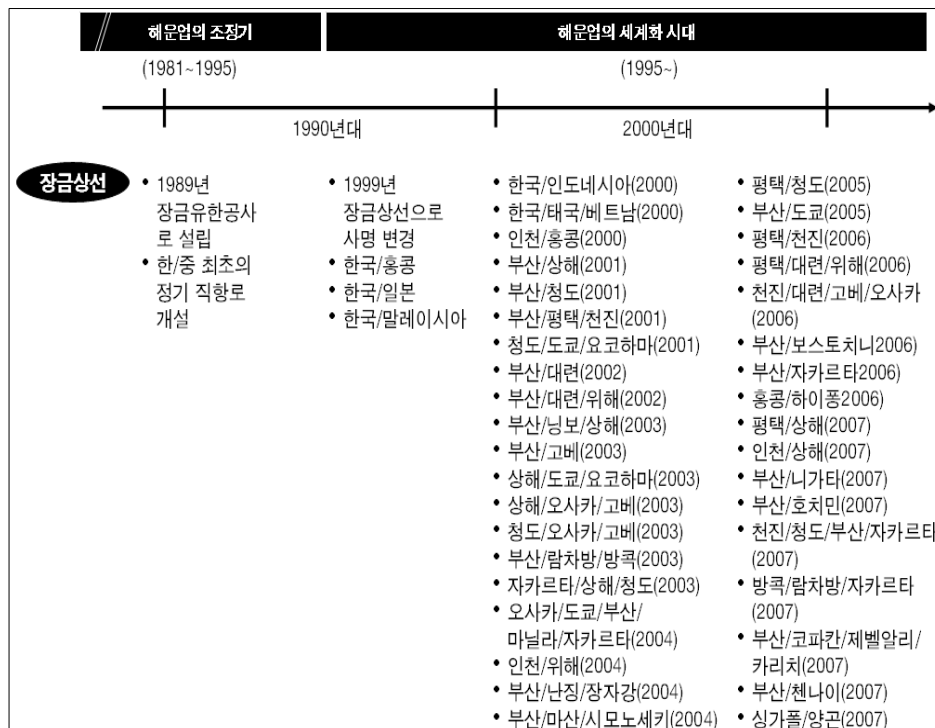 해운업의 조정기
해운업의 세계화 시대
(1981~1995)
(1995~)
1990년대
2000년대
장금상선
• 1989년
장금유한공사
로 설립
• 한/중 최초의
정기 직항로
개설
• 1999년
장금상선으로
사명 변경
• 한국/홍콩
• 한국/일본
• 한국/말레이시아
• 한국/인도네시아(2000)
• 한국/태국/베트남(2000)
• 인천/홍콩(2000)
• 부산/상해(2001)
• 부산/청도(2001)
• 부산/평택/천진(2001)
• 청도/도쿄/요코하마(2001)
• 부산/대련(2002)
• 부산/대련/위해(2002)
• 부산/닝보/상해(2003)
• 부산/고베(2003)
• 상해/도쿄/요코하마(2003)
• 상해/오사카/고베(2003)
• 청도/오사카/고베(2003)
• 부산/람차방/방콕(2003)
• 자카르타/상해/청도(2003)
• 오사카/도쿄/부산/
마닐라/자카르타(2004)
• 인천/위해(2004)
• 부산/난징/장자강(2004)
• 부산/마산/시모노세키(2004)
• 평택/청도(2005)
• 부산/도쿄(2005)
• 평택/천진(2006)
• 평택/대련/위해(2006)
• 천진/대련/고베/오사카
(2006)
• 부산/보스토치니2006)
• 부산/자카르타2006)
• 홍콩/하이퐁2006)
• 평택/상해(2007)
• 인천/상해(2007)
• 부산/니가타(2007)
• 부산/호치민(2007)
• 천진/청도/부산/자카르타
(2007)
• 방콕/람차방/자카르타
(2007)
• 부산/코파칸/제벨알리/
카리치(2007)
• 부산/첸나이(2007)
• 싱가폴/양곤(2007)